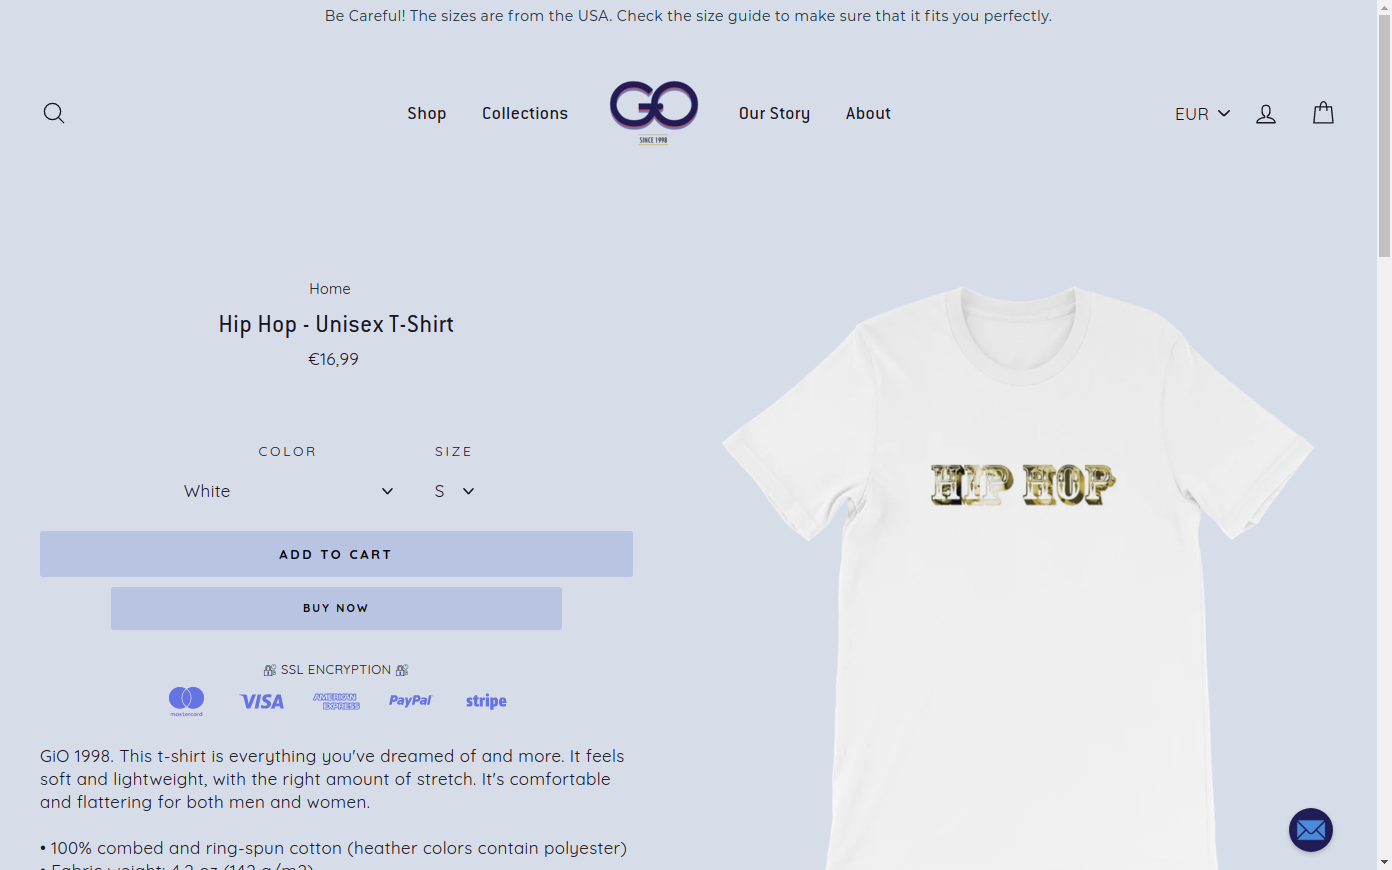 Be Careful! The sizes are from the USA. Check the size guide to make sure that it fits you perfectly.
Shop
Collections
GO
SINCE 1998
Our Story
About
EUR
Home
Hip Hop - Unisex T-Shirt
€16,99
COLOR
SIZE
White
S
ADD TO CART
BUY NOW
SSL ENCRYPTION
mastercard
VISA
AMERICAN EXPRESS
PayPal
stripe
GiO 1998. This t-shirt is everything you've dreamed of and more. It feels
soft and lightweight, with the right amount of stretch. It's comfortable
and flattering for both men and women.
• 100% combed and ring-spun cotton (heather colors contain polyester)
• Fabric weight: 4.2 oz (142 g/m2)
HIP HOP